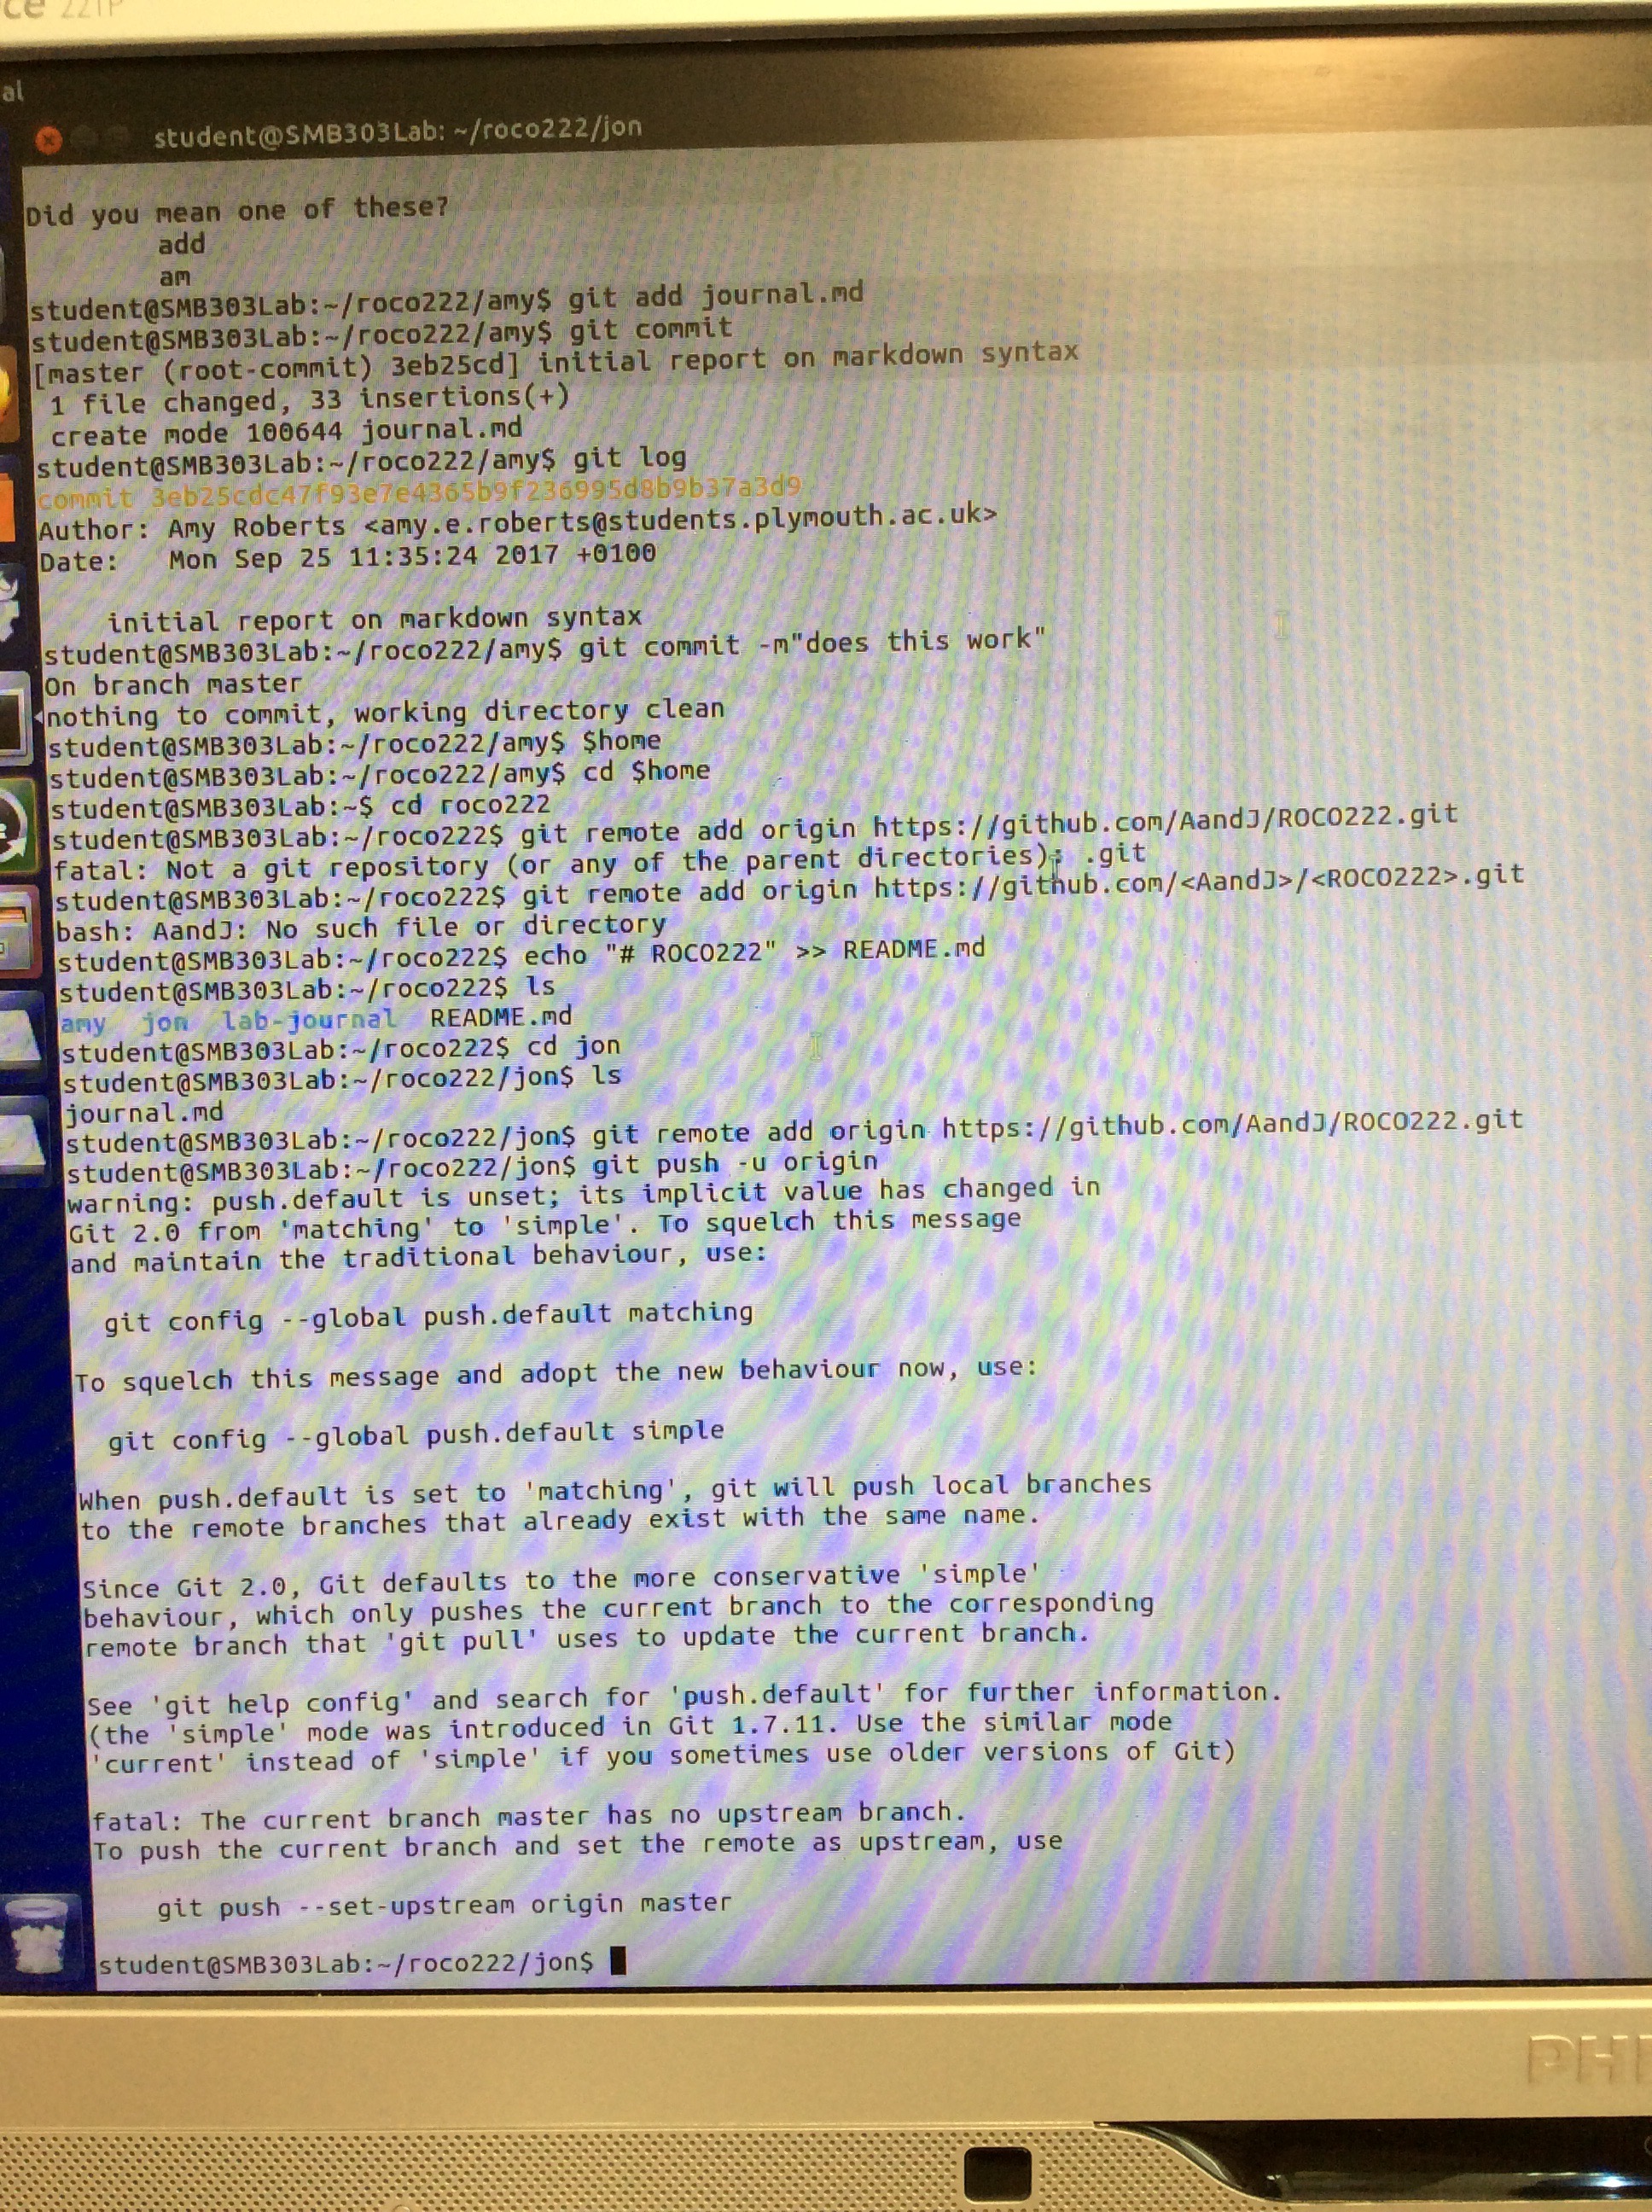 ce 221P
al
student@SMB303Lab: ~/roco222/jon
Did you mean one of these?
add
am
student@SMB303Lab:~/roco222/amy$ git add journal.md
student@SMB303Lab:~/roco222/amy$ git commit
[master (root-commit) 3eb25cd] initial report on markdown syntax
1 file changed, 33 insertions(+)
create mode 100644 journal.md
student@SMB303Lab:~/roco222/amy$ git log
commit 3eb25cdc47f93e7e4365b9f236995d8b9b37a3d9
Author: Amy Roberts <amy.e.roberts@students.plymouth.ac.uk>
Date:   Mon Sep 25 11:35:24 2017 +0100
initial report on markdown syntax
student@SMB303Lab:~/roco222/amy$ git commit -m"does this work"
On branch master
nothing to commit, working directory clean
student@SMB303Lab:~/roco222/amy$ $home
student@SMB303Lab:~/roco222/amy$ cd $home
student@SMB303Lab:~$ cd roco222
student@SMB303Lab:~/roco222$ git remote add origin https://github.com/AandJ/ROCO222.git
fatal: Not a git repository (or any of the parent directories): .git
student@SMB303Lab:~/roco222$ git remote add origin https://github.com/<AandJ>/<ROCO222>.git
bash: AandJ: No such file or directory
student@SMB303Lab:~/roco222$ echo "# ROCO222" >> README.md
student@SMB303Lab:~/roco222$ ls
amy  jon  lab-journal  README.md
student@SMB303Lab:~/roco222$ cd jon
student@SMB303Lab:~/roco222/jon$ ls
journal.md
student@SMB303Lab:~/roco222/jon$ git remote add origin https://github.com/AandJ/ROCO222.git
student@SMB303Lab:~/roco222/jon$ git push -u origin
warning: push.default is unset; its implicit value has changed in
Git 2.0 from 'matching' to 'simple'. To squelch this message
and maintain the traditional behaviour, use:
git config --global push.default matching
To squelch this message and adopt the new behaviour now, use:
git config --global push.default simple
When push.default is set to 'matching', git will push local branches
to the remote branches that already exist with the same name.
Since Git 2.0, Git defaults to the more conservative 'simple'
behaviour, which only pushes the current branch to the corresponding
remote branch that 'git pull' uses to update the current branch.
See 'git help config' and search for 'push.default' for further information.
(the 'simple' mode was introduced in Git 1.7.11. Use the similar mode
'current' instead of 'simple' if you sometimes use older versions of Git)
fatal: The current branch master has no upstream branch.
To push the current branch and set the remote as upstream, use
git push --set-upstream origin master
student@SMB303Lab:~/roco222/jon$
PHI